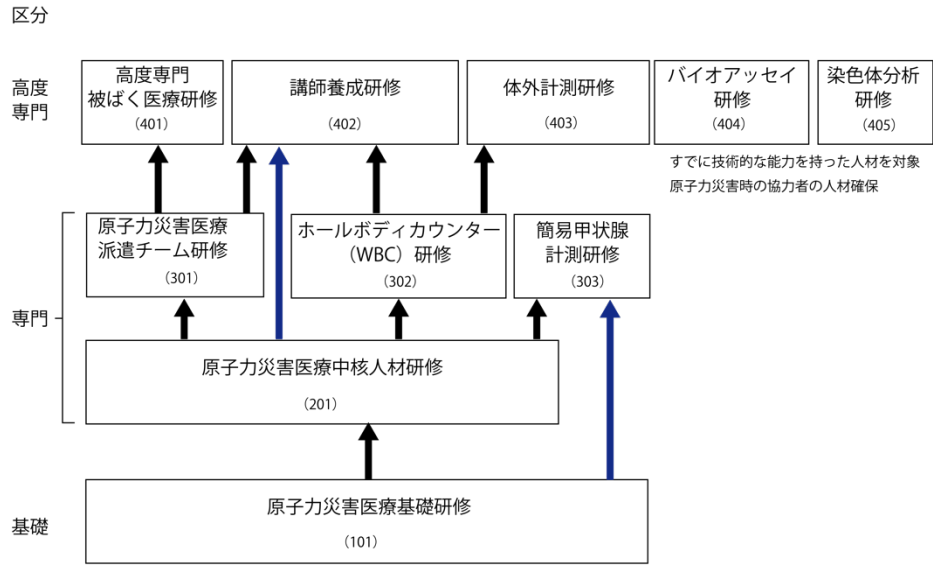 区分
高度
専門
高度専門
被ばく医療研修
（401）
講師養成研修
（402）
体外計測研修
（403）
バイオアッセイ
研修
（404）
染色体分析
研修
（405）
すでに技術的な能力を持った人材を対象
原子力災害時の協力者の人材確保
専門
原子力災害医療
派遣チーム研修
（301）
ホールボディカウンター
（WBC）研修
（302）
簡易甲状腺
計測研修
（303）
原子力災害医療中核人材研修
（201）
基礎
原子力災害医療基礎研修
（101）